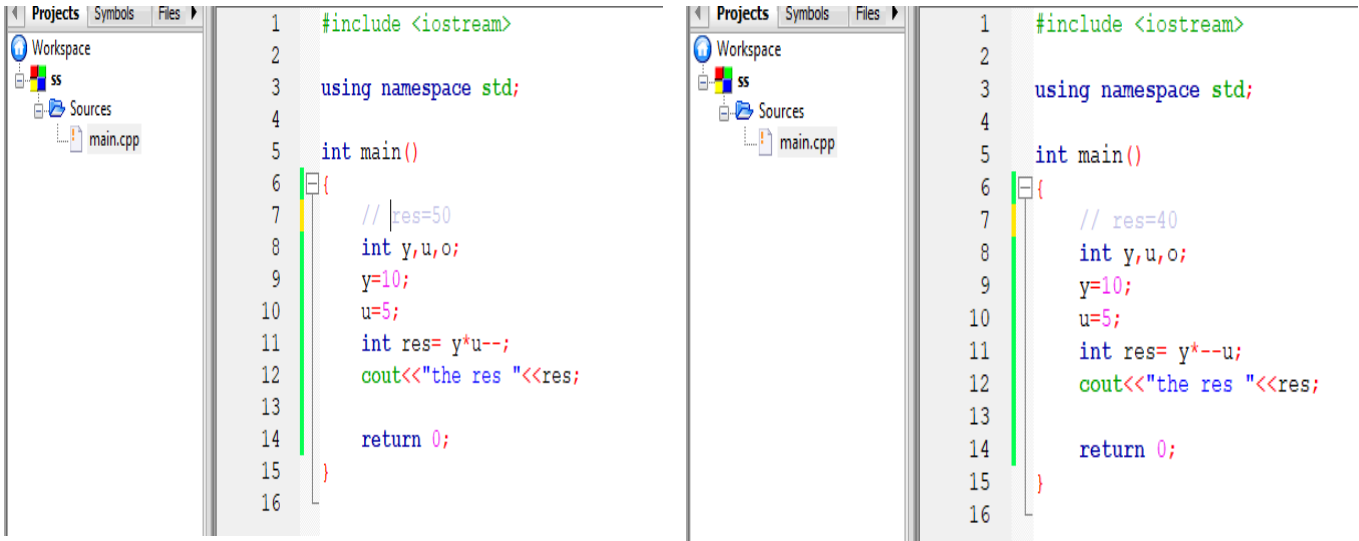 Projects Symbols Files
Workspace
ss
Sources
main.cpp
1 #include <iostream>
2
3 using namespace std;
4
5 int main()
6 {
7 // res=50
8 int y,u,o;
9 y=10;
10 u=5;
11 int res= y*u--;
12 cout<<"the res "<<res;
13
14 return 0;
15 }
16
Projects Symbols Files
Workspace
ss
Sources
main.cpp
1 #include <iostream>
2
3 using namespace std;
4
5 int main()
6 {
7 // res=40
8 int y,u,o;
9 y=10;
10 u=5;
11 int res= y*--u;
12 cout<<"the res "<<res;
13
14 return 0;
15 }
16